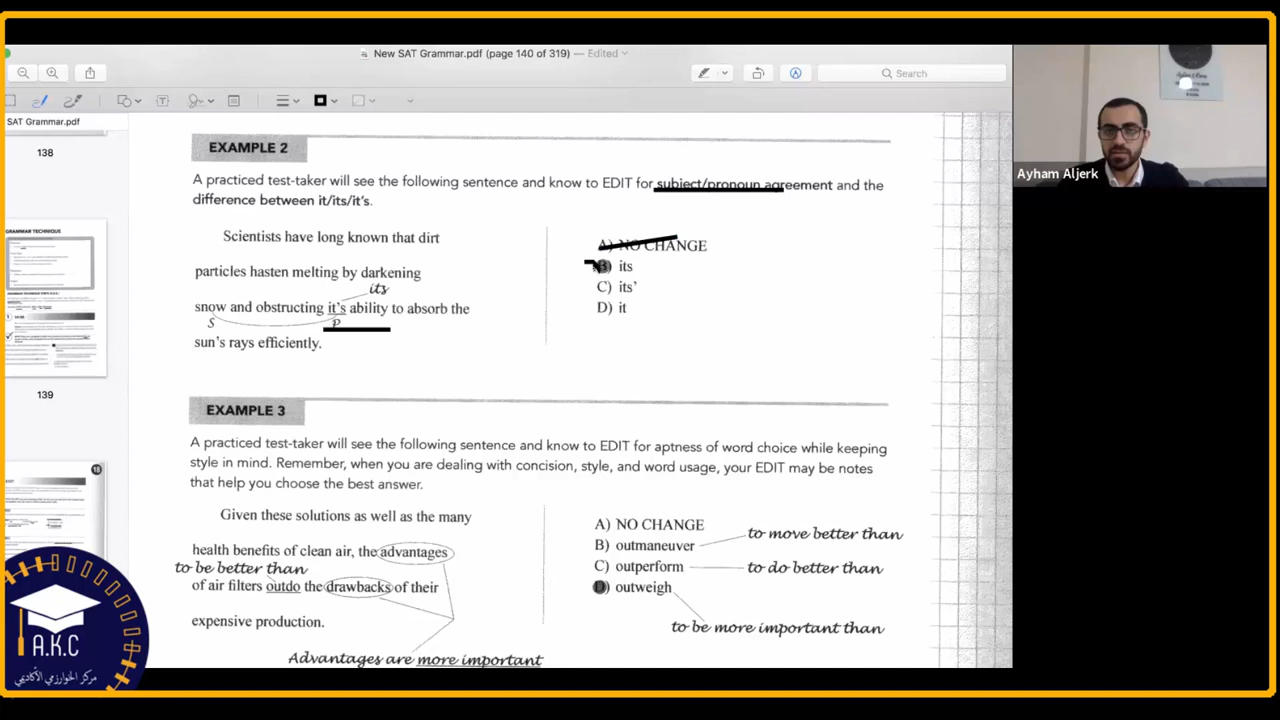 New SAT Grammar.pdf (page 140 of 319) — Edited
Search
SAT Grammar.pdf
138
139
GRAMMAR TECHNIQUE
18
EXAMPLE 2
A practiced test-taker will see the following sentence and know to EDIT for subject/pronoun agreement and the
difference between it/its/it's.
Scientists have long known that dirt
particles hasten melting by darkening
its
snow and obstructing it's ability to absorb the
S P
sun's rays efficiently.
A) NO CHANGE
B) its
C) its'
D) it
EXAMPLE 3
A practiced test-taker will see the following sentence and know to EDIT for aptness of word choice while keeping
style in mind. Remember, when you are dealing with concision, style, and word usage, your EDIT may be notes
that help you choose the best answer.
Given these solutions as well as the many
health benefits of clean air, the advantages
to be better than
of air filters outdo the drawbacks of their
expensive production.
Advantages are more important
A) NO CHANGE
B) outmaneuver
to move better than
C) outperform
to do better than
D) outweigh
to be more important than
Ayham Aljerk
A.K.C
مركز الخوارزمي الأكاديمي